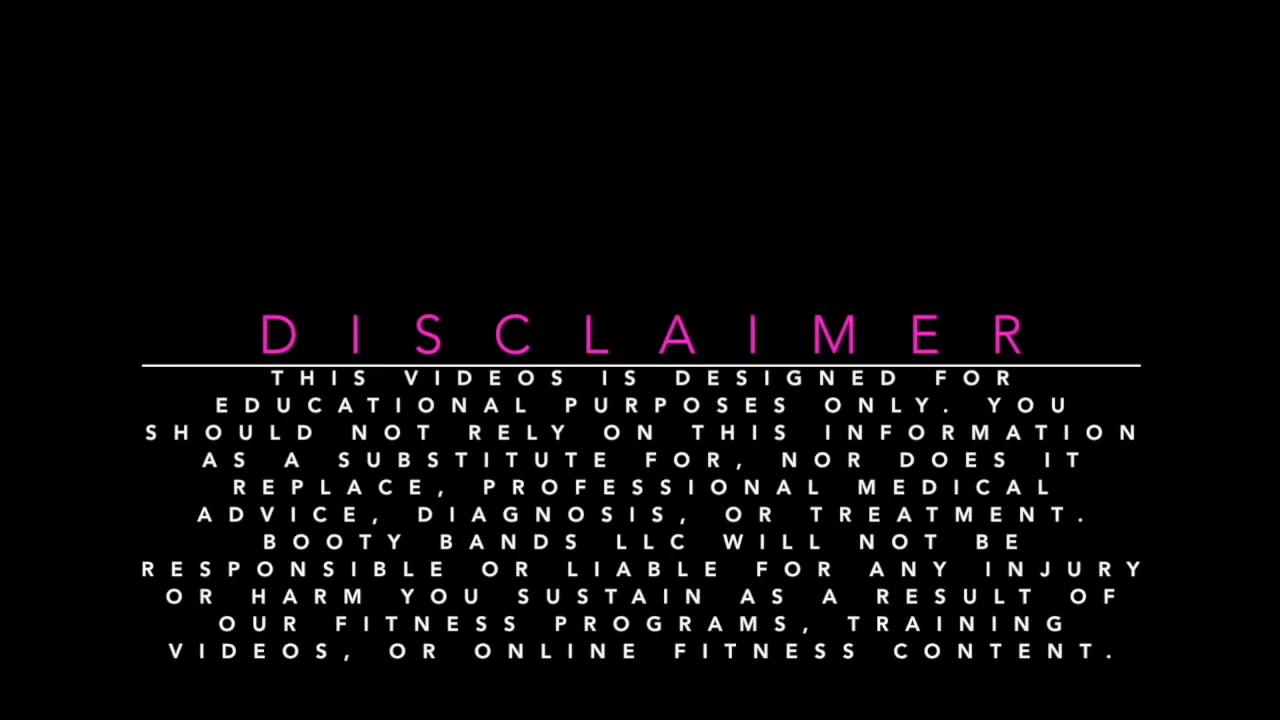 DISCLAIMER
THIS VIDEOS IS DESIGNED FOR
EDUCATIONAL PURPOSES ONLY. YOU
SHOULD NOT RELY ON THIS INFORMATION
AS A SUBSTITUTE FOR, NOR DOES IT
REPLACE, PROFESSIONAL MEDICAL
ADVICE, DIAGNOSIS, OR TREATMENT.
BOOTY BANDS LLC WILL NOT BE
RESPONSIBLE OR LIABLE FOR ANY INJURY
OR HARM YOU SUSTAIN AS A RESULT OF
OUR FITNESS PROGRAMS, TRAINING
VIDEOS, OR ONLINE FITNESS CONTENT.